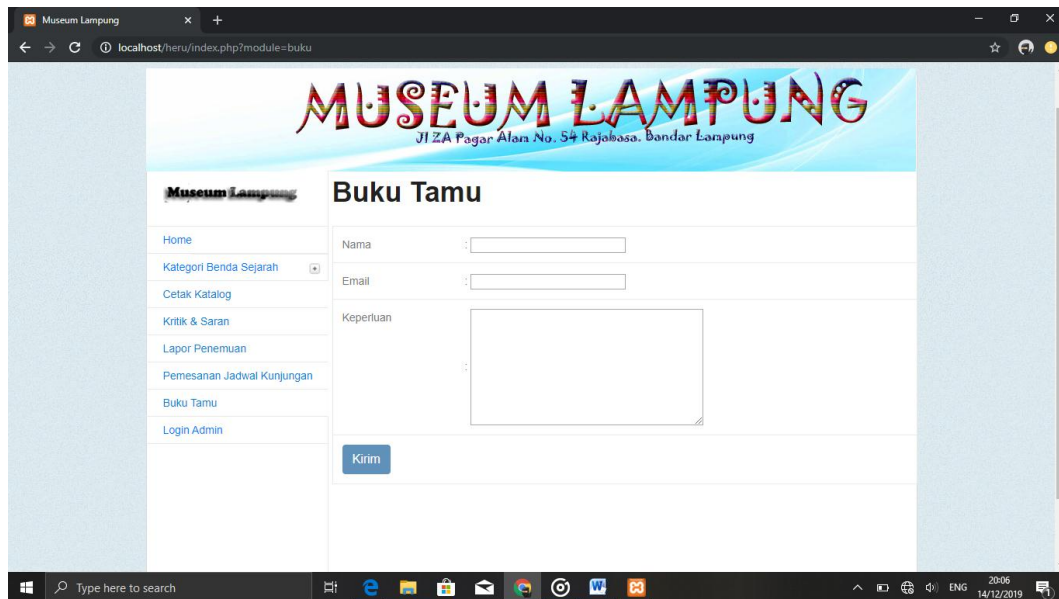 Museum Lampung
localhost/heru/index.php?module=buku
MUSEUM LAMPUNG
Jl ZA Pagar Alam No. 54 Rajabasa. Bandar Lampung
Museum Lampung
Buku Tamu
Home
Kategori Benda Sejarah
Cetak Katalog
Kritik & Saran
Lapor Penemuan
Pemesanan Jadwal Kunjungan
Buku Tamu
Login Admin
Nama :
Email :
Keperluan :
Kirim
Type here to search
ENG
20:06
14/12/2019